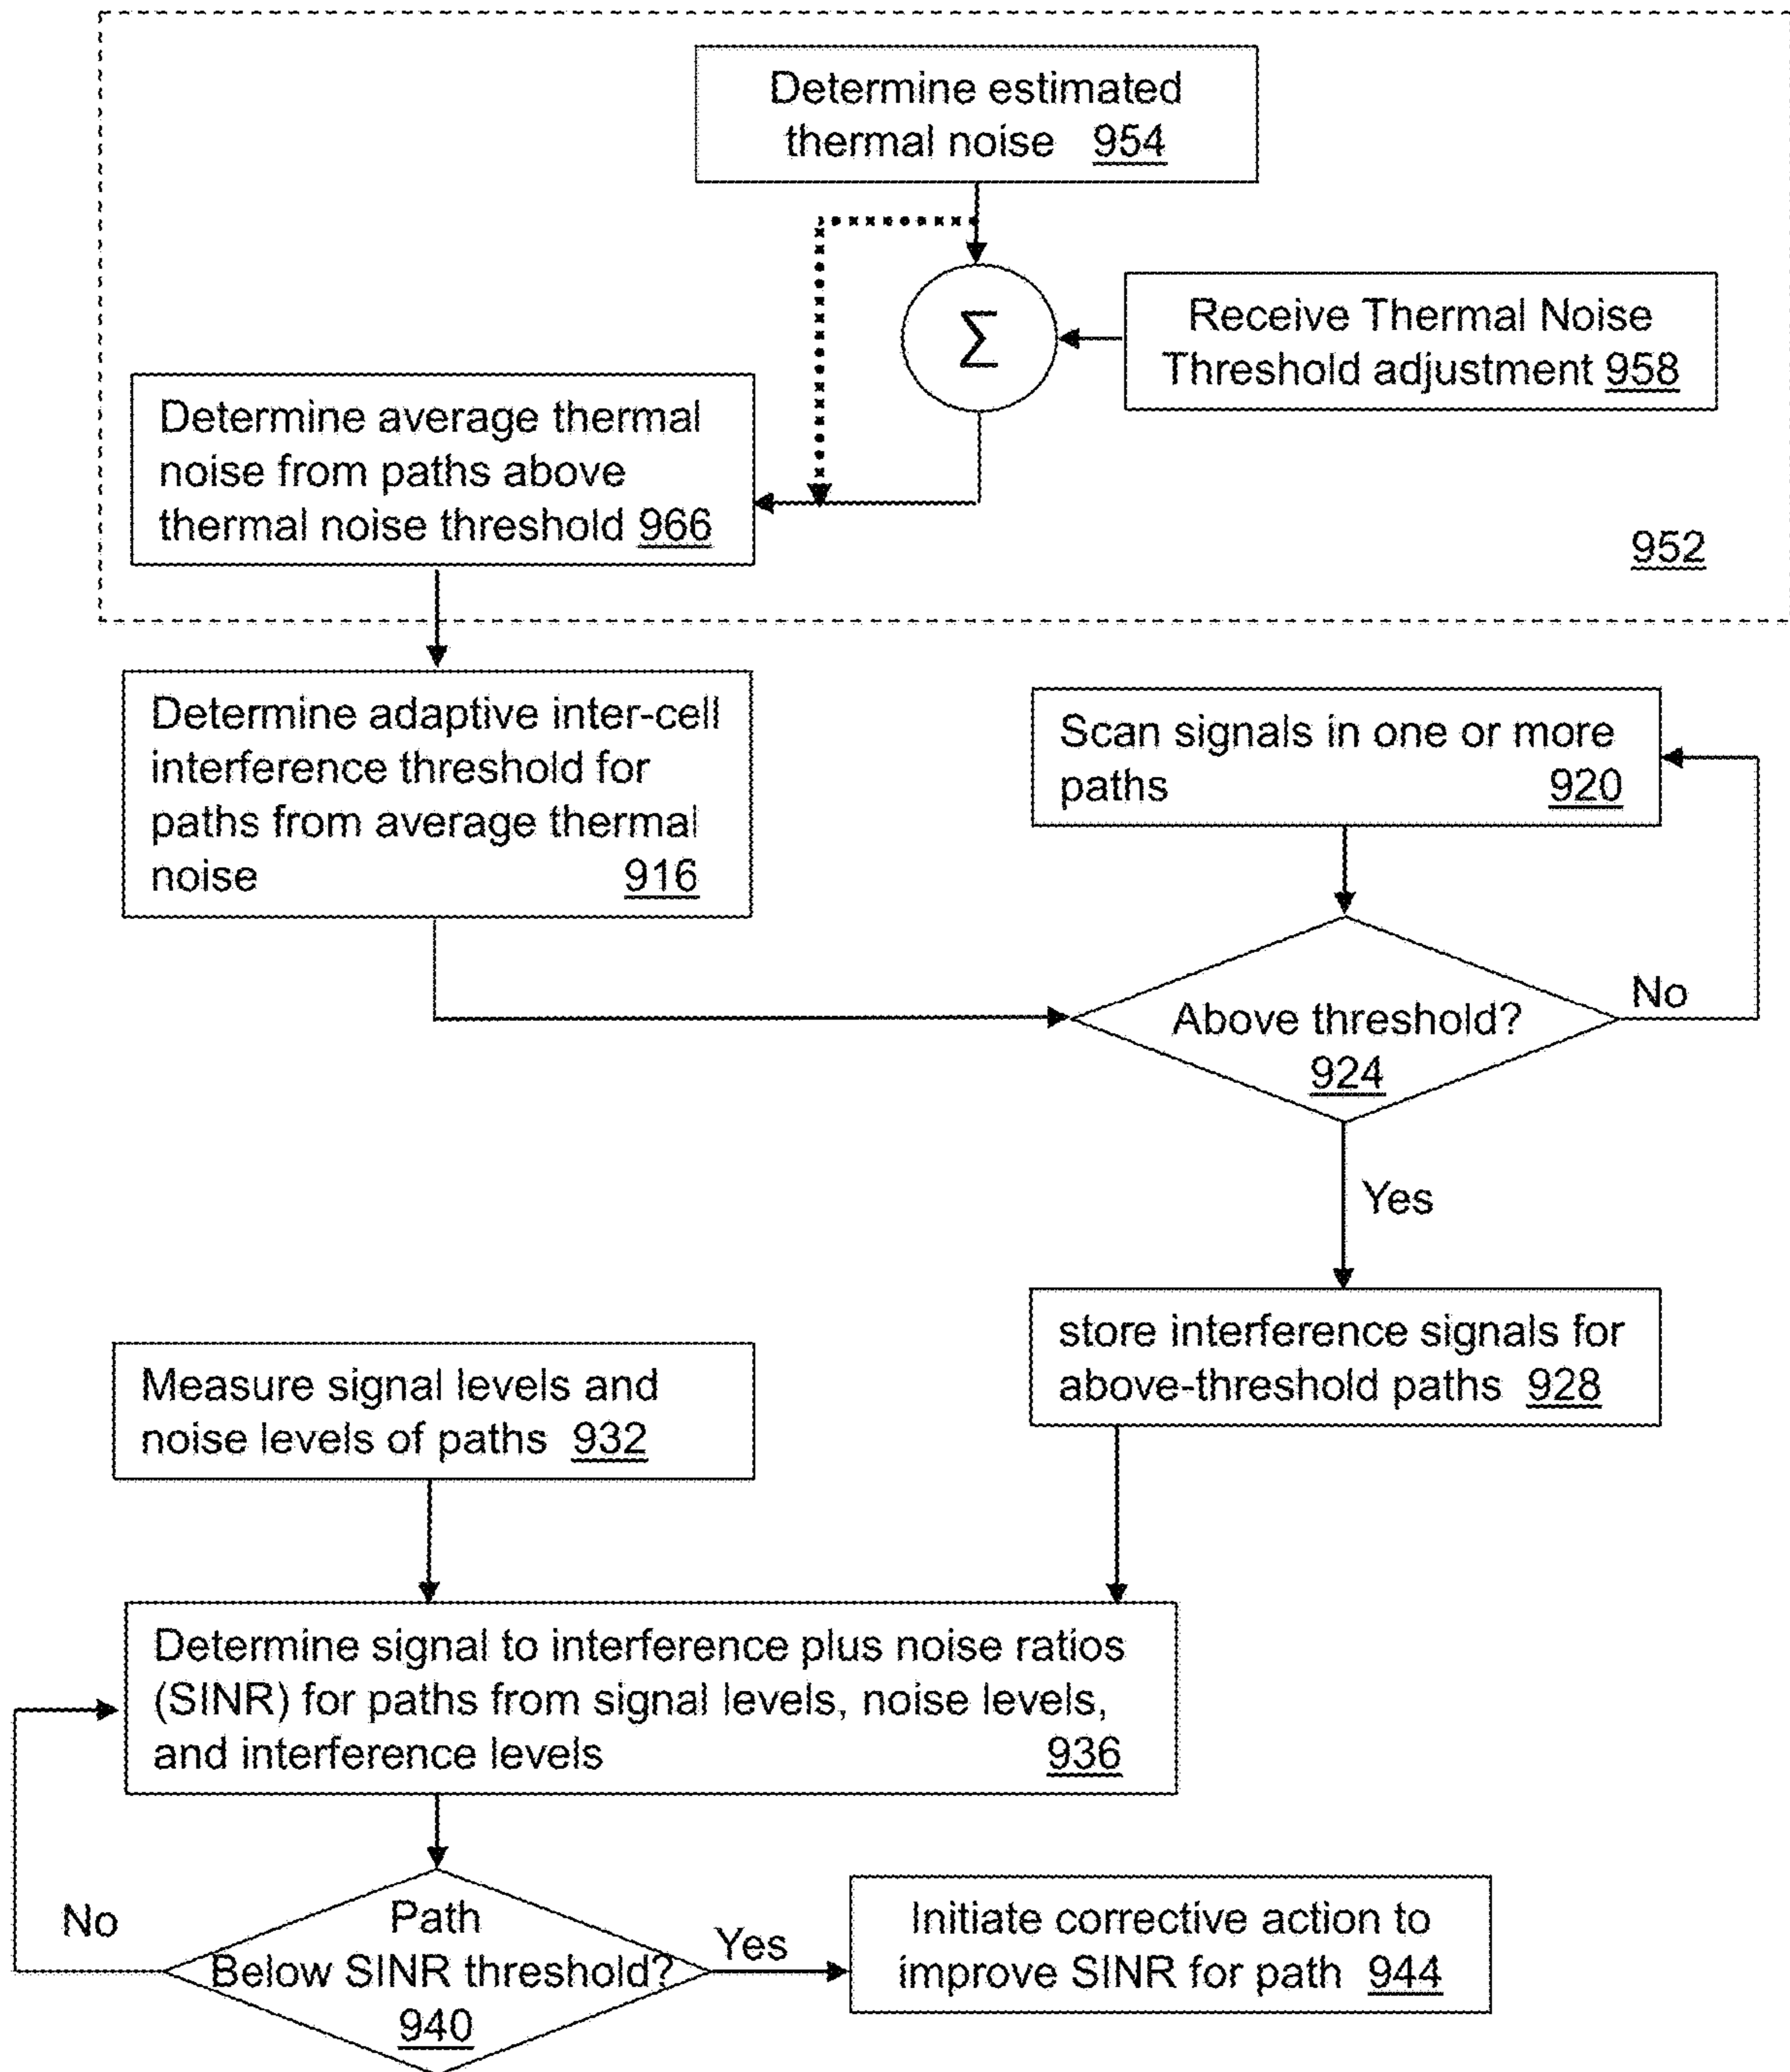 Determine estimated
thermal noise 954
Σ
Receive Thermal Noise
Threshold adjustment 958
Determine average thermal
noise from paths above
thermal noise threshold 966
952
Determine adaptive inter-cell
interference threshold for
paths from average thermal
noise 916
Scan signals in one or more
paths 920
Above threshold?
924
No
Yes
store interference signals for
above-threshold paths 928
Measure signal levels and
noise levels of paths 932
Determine signal to interference plus noise ratios
(SINR) for paths from signal levels, noise levels,
and interference levels 936
No
Path
Below SINR threshold?
940
Yes
Initiate corrective action to
improve SINR for path 944